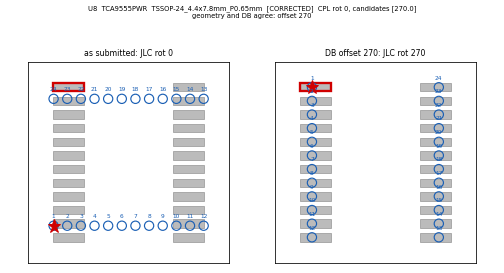 U8 TCA9555PWR TSSOP-24_4.4x7.8mm_P0.65mm [CORRECTED] CPL rot 0, candidates [270.0]
geometry and DB agree: offset 270
as submitted: JLC rot 0
DB offset 270: JLC rot 270
24 23 22 21 20 19 18 17 16 15 14 13
1 2 3 4 5 6 7 8 9 10 11 12
1 24